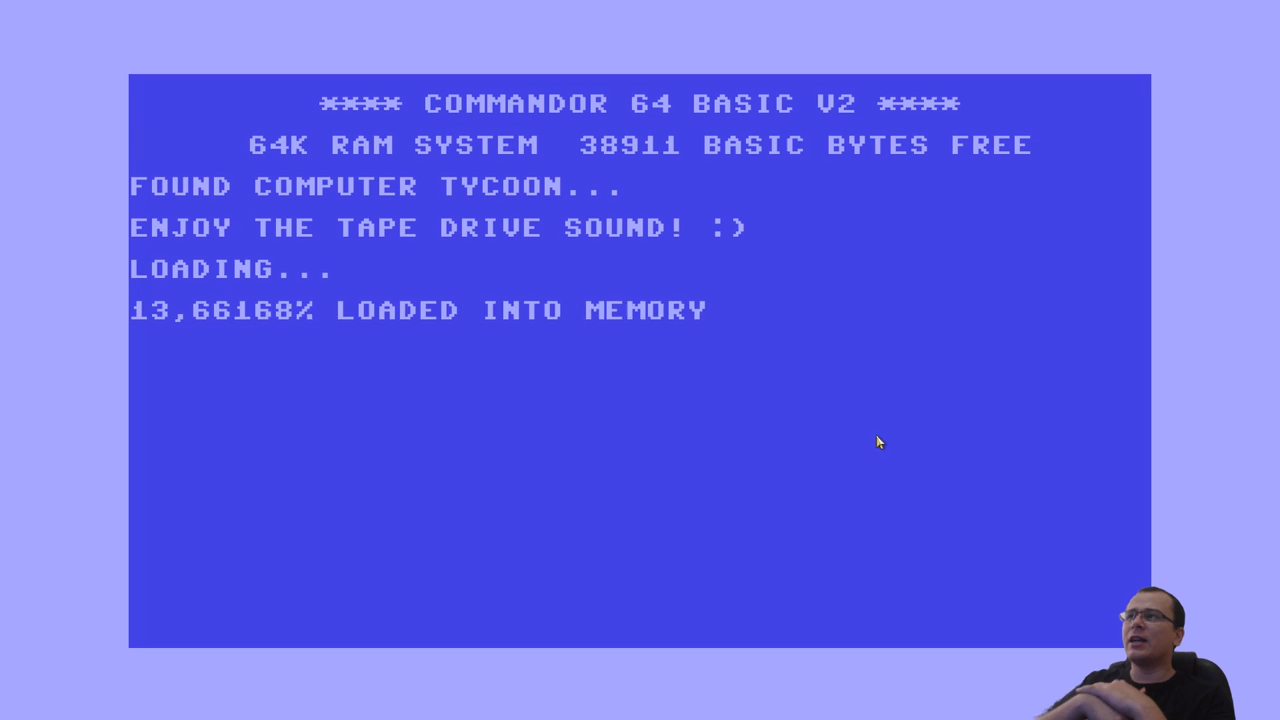 **** COMMANDOR 64 BASIC V2 ****
64K RAM SYSTEM  38911 BASIC BYTES FREE
FOUND COMPUTER TYCOON...
ENJOY THE TAPE DRIVE SOUND! :)
LOADING...
13,66168% LOADED INTO MEMORY